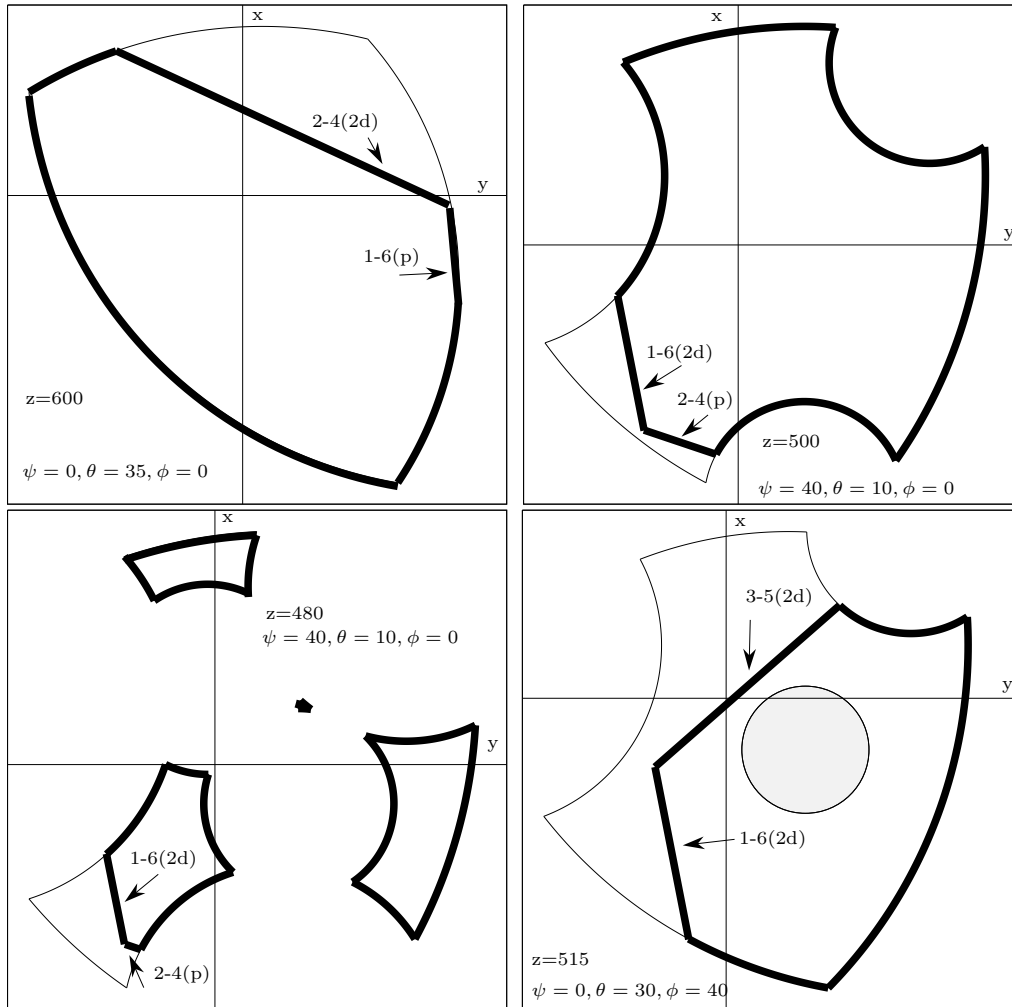 x
2-4(2d)
y
1-6(p)
z=600
ψ = 0, θ = 35, ϕ = 0
x
y
1-6(2d)
2-4(p)
z=500
ψ = 40, θ = 10, ϕ = 0
x
z=480
ψ = 40, θ = 10, ϕ = 0
y
1-6(2d)
2-4(p)
x
3-5(2d)
y
1-6(2d)
z=515
ψ = 0, θ = 30, ϕ = 40